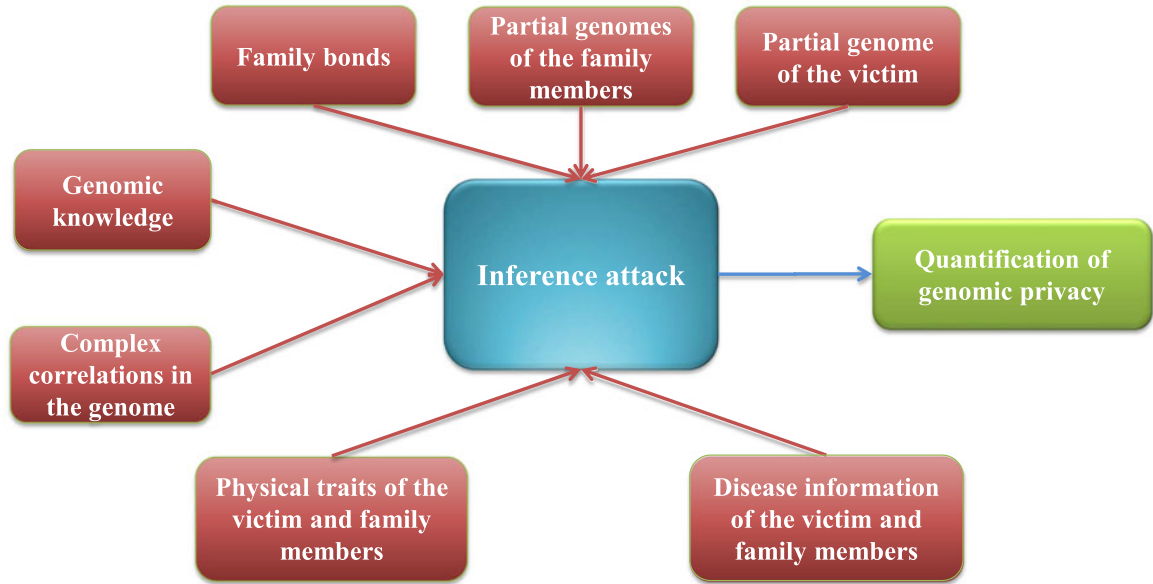 Family bonds
Partial genomes
of the family
members
Partial genome
of the victim
Genomic
knowledge
Inference attack
Quantification of
genomic privacy
Complex
correlations in
the genome
Physical traits of the
victim and family
members
Disease information
of the victim and
family members